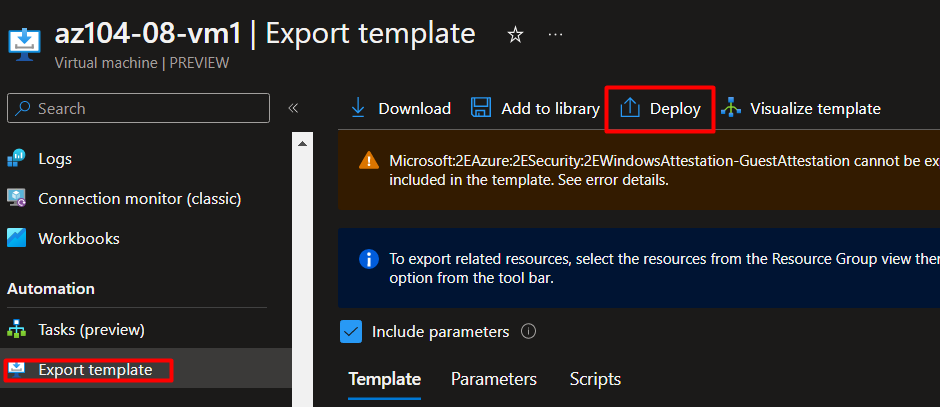 az104-08-vm1 | Export template
Virtual machine | PREVIEW
Search
Logs
Connection monitor (classic)
Workbooks
Automation
Tasks (preview)
Export template
Download Add to library Deploy Visualize template
Microsoft:2EAzure:2ESecurity:2EWindowsAttestation-GuestAttestation cannot be ex
included in the template. See error details.
To export related resources, select the resources from the Resource Group view then
option from the tool bar.
Include parameters
Template Parameters Scripts